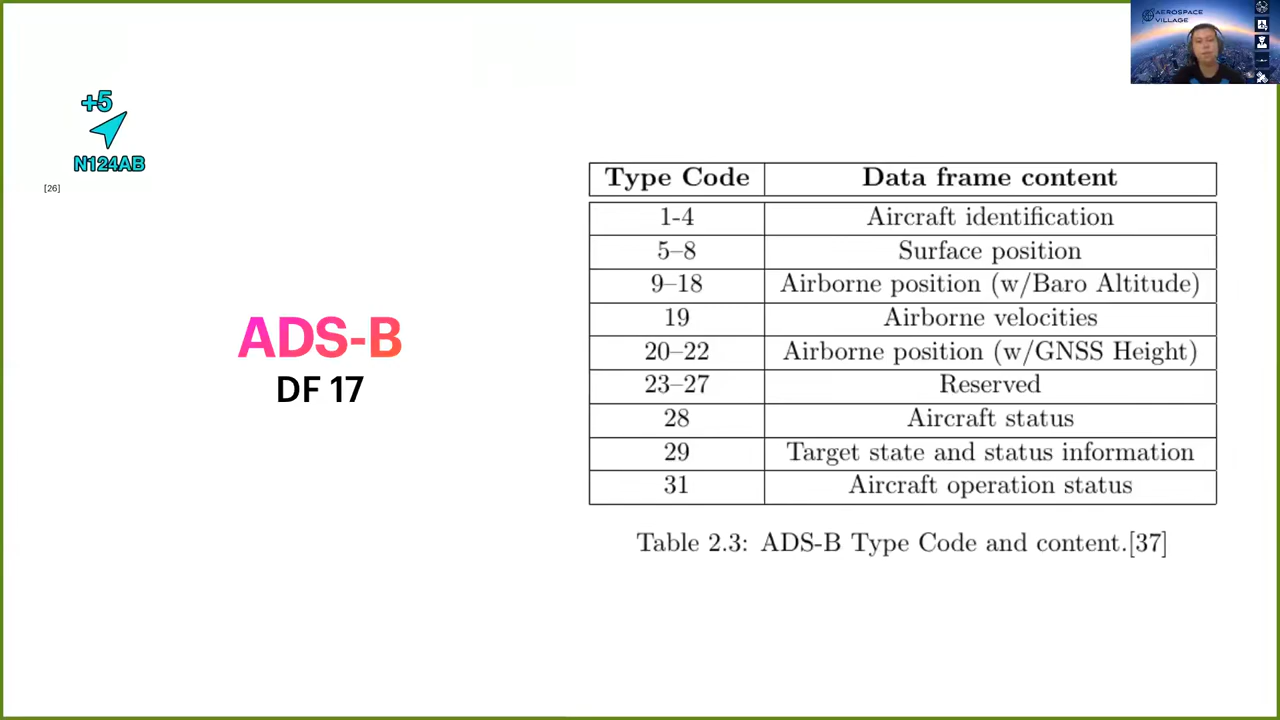 AEROSPACE
VILLAGE
+5
N124AB
[26]
ADS-B
DF 17
Type Code Data frame content
1-4 Aircraft identification
5–8 Surface position
9–18 Airborne position (w/Baro Altitude)
19 Airborne velocities
20–22 Airborne position (w/GNSS Height)
23–27 Reserved
28 Aircraft status
29 Target state and status information
31 Aircraft operation status
Table 2.3: ADS-B Type Code and content.[37]